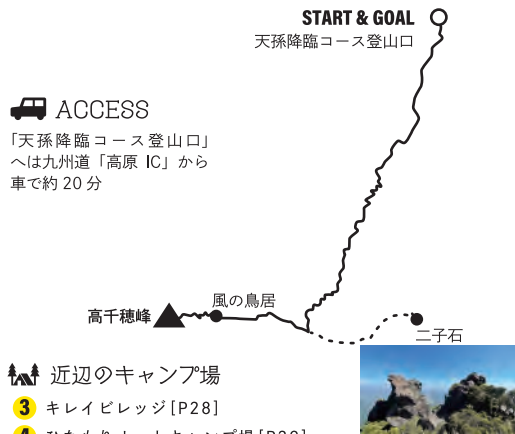 START & GOAL
天孫降臨コース登山口
ACCESS
「天孫降臨コース登山口」
へは九州道「高原 IC」から
車で約 20 分
風の鳥居
高千穂峰
二子石
近辺のキャンプ場
3 キレイビレッジ[P28]
4